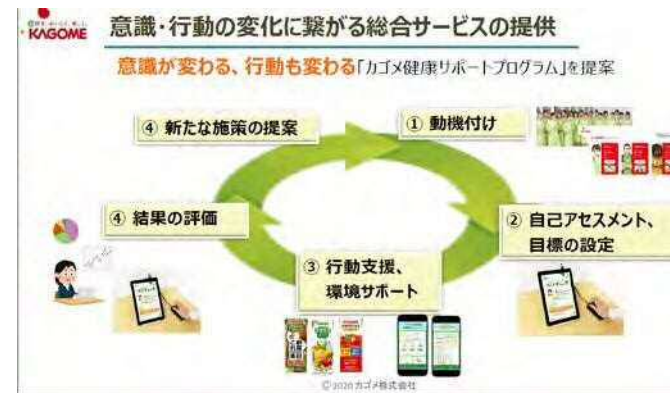 KAGOME
意識・行動の変化に繋がる総合サービスの提供
意識が変わる、行動も変わる「カゴメ健康サポートプログラム」を提案
④ 新たな施策の提案
① 動機付け
④ 結果の評価
② 自己アセスメント、
目標の設定
③ 行動支援、
環境サポート
©2020 カゴメ株式会社